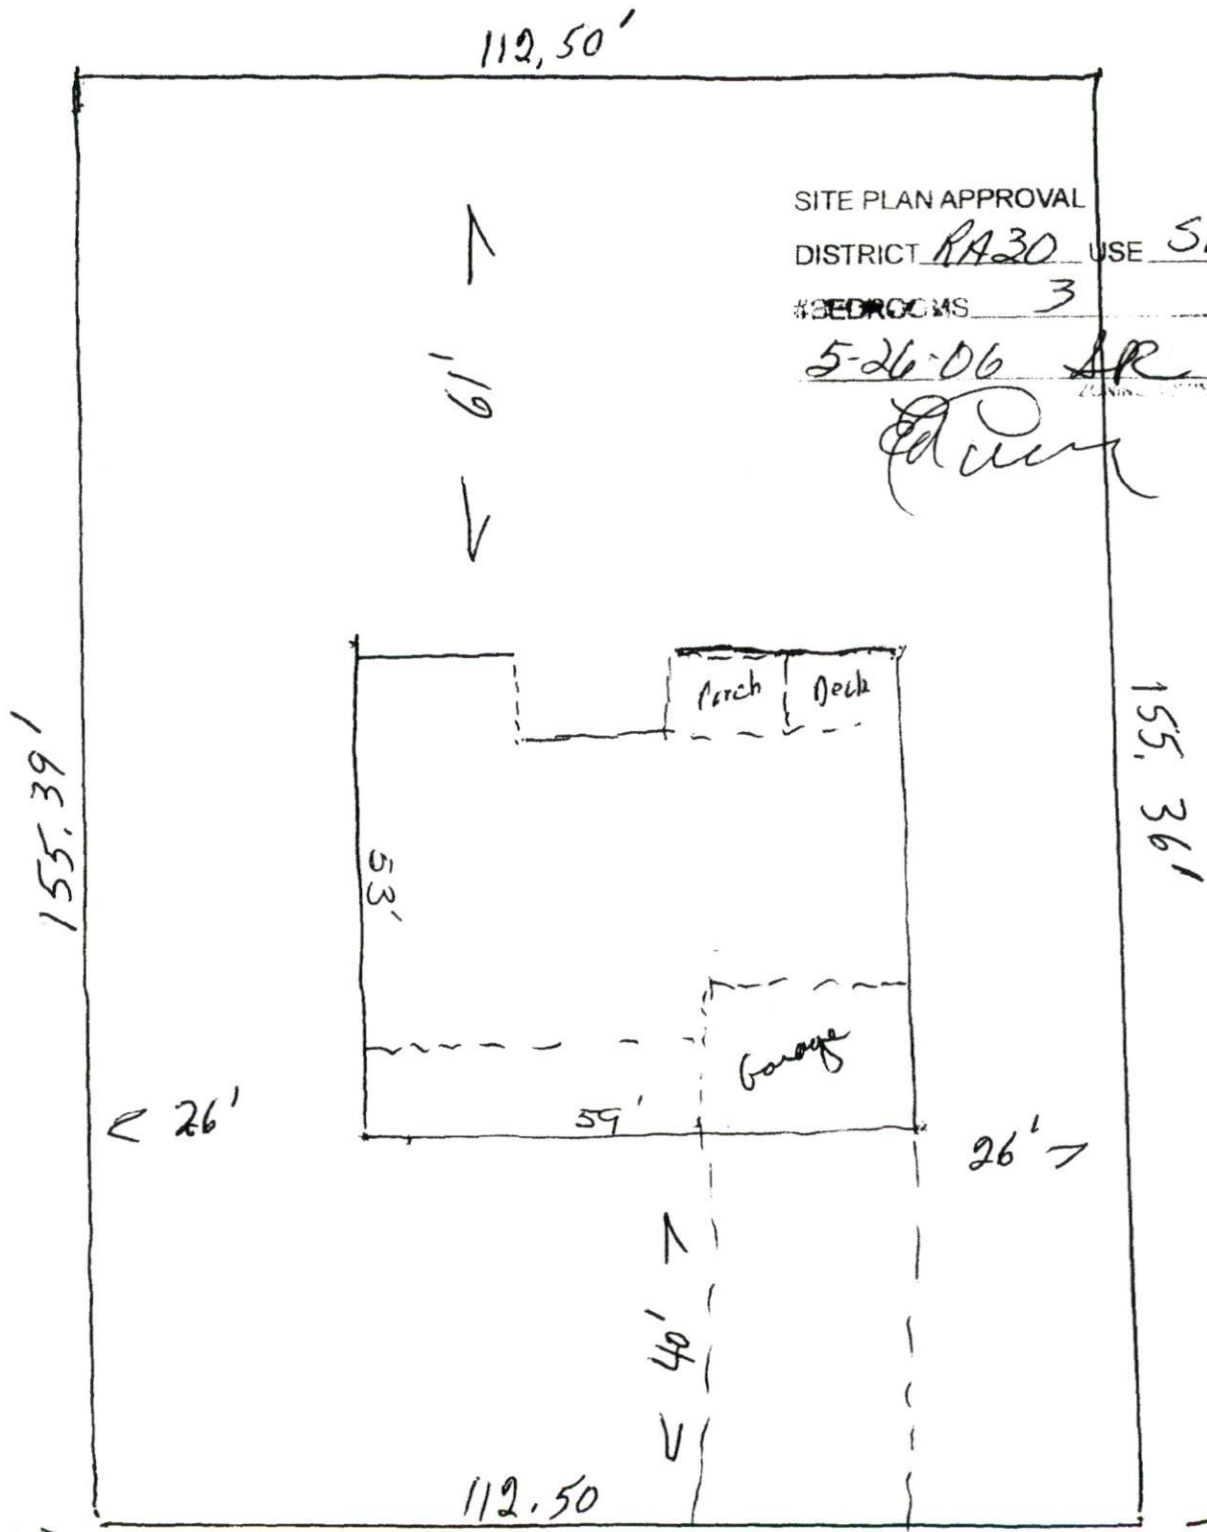 112,50'
SITE PLAN APPROVAL
DISTRICT RA30 USE
#BEDROOMS 3
5-26-06
61'
Porch Deck
155.39'
155.36'
53'
Garage
< 26' 59' 26' >
40'
112.50